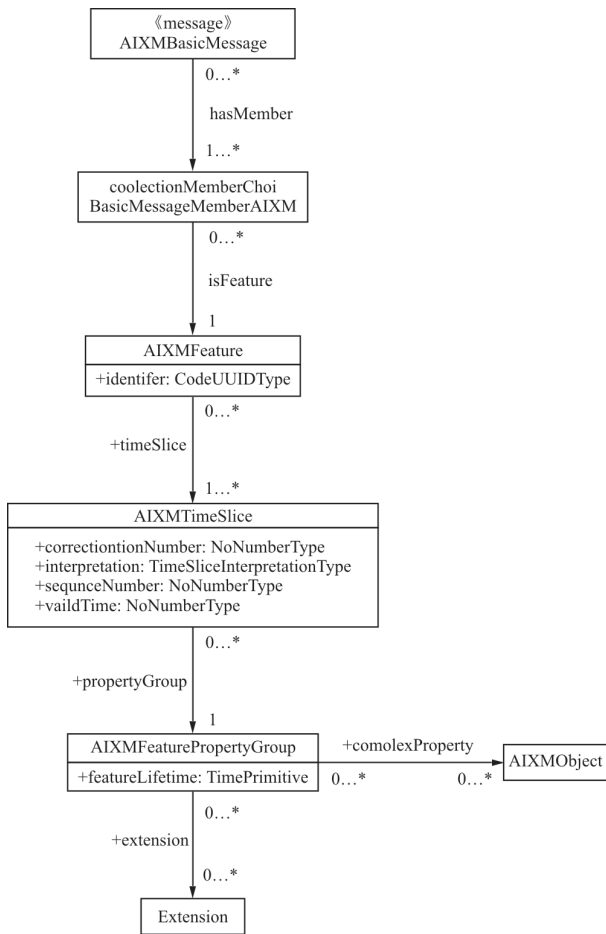 《message》
AIXMBasicMessage
0…*
hasMember
1…*
coolectionMemberChoi
BasicMessageMemberAIXM
0…*
isFeature
1
AIXMFeature
+identifer: CodeUUIDType
0…*
+timeSlice
1…*
AIXMTimeSlice
+correctiontionNumber: NoNumberType
+interpretation: TimeSliceInterpretationType
+sequnceNumber: NoNumberType
+vaildTime: NoNumberType
0…*
+propertyGroup
1
AIXMFeaturePropertyGroup
+featureLifetime: TimePrimitive
+comolexProperty
0…* 0…*
AIXMObject
0…*
+extension
0…*
Extension